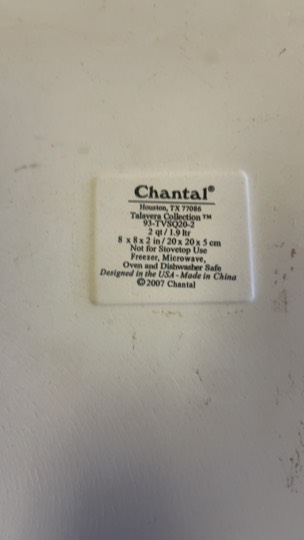 Chantal®
Houston, TX 77086
Talavera Collection™
93-TVSQ20-2
2 qt / 1.9 ltr
8 x 8 x 2 in / 20 x 20 x 5 cm
Not for Stovetop Use
Freezer, Microwave,
Oven and Dishwasher Safe
Designed in the USA - Made in China
©2007 Chantal